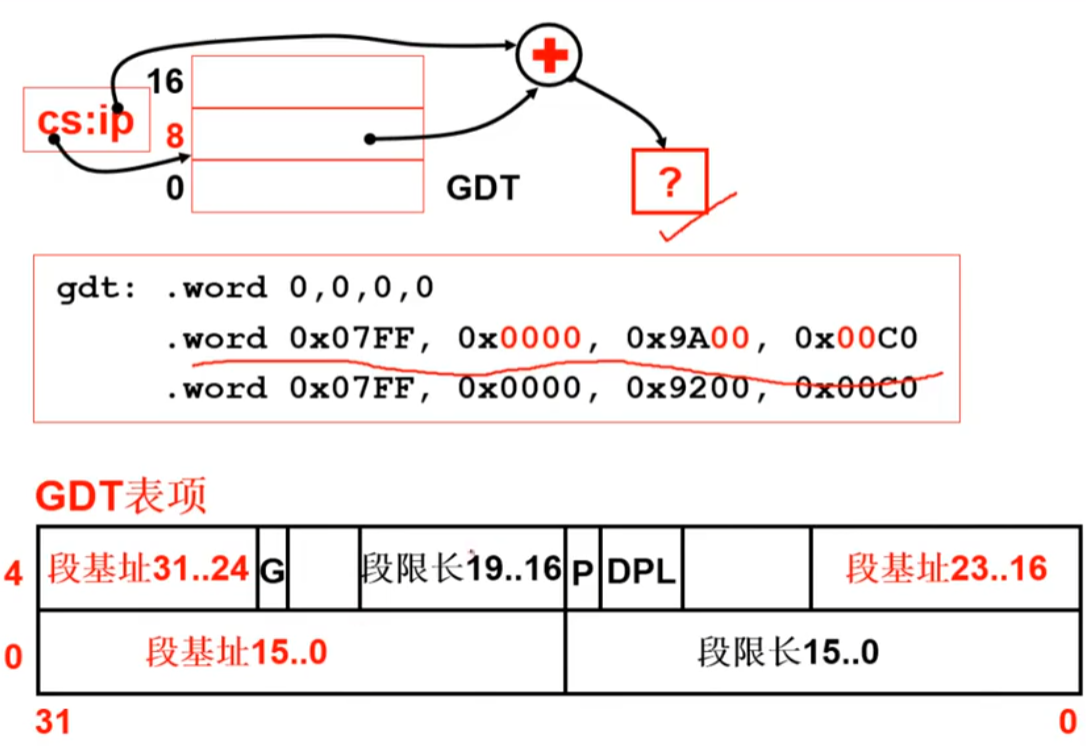 16
cs:ip
8
?
0
GDT
gdt: .word 0,0,0,0
.word 0x07FF, 0x0000, 0x9A00, 0x00C0
.word 0x07FF, 0x0000, 0x9200, 0x00C0
GDT表项
4 段基址31..24 G 段限长19..16 P DPL 段基址23..16
0 段基址15..0 段限长15..0
31 0